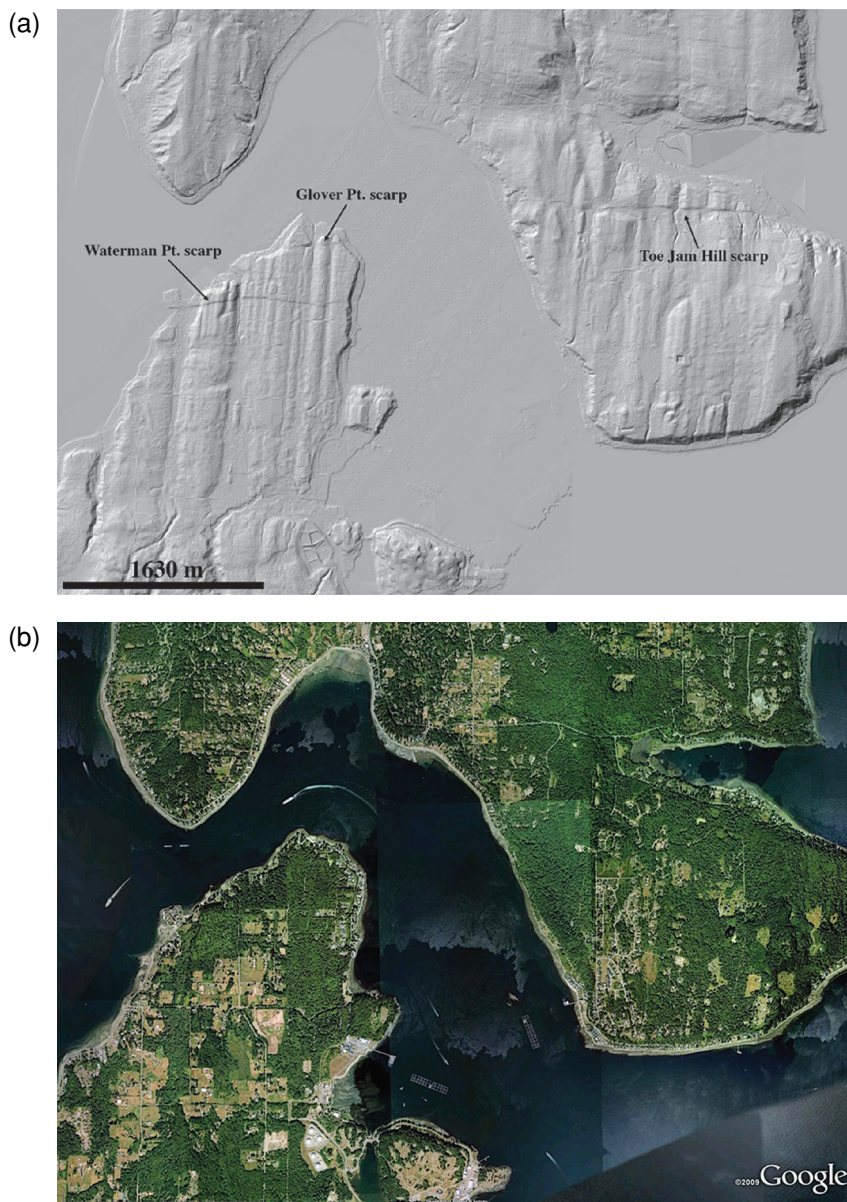 (a)
Glover Pt. scarp
Waterman Pt. scarp
Toe Jam Hill scarp
1630 m
(b)
©2009 Google